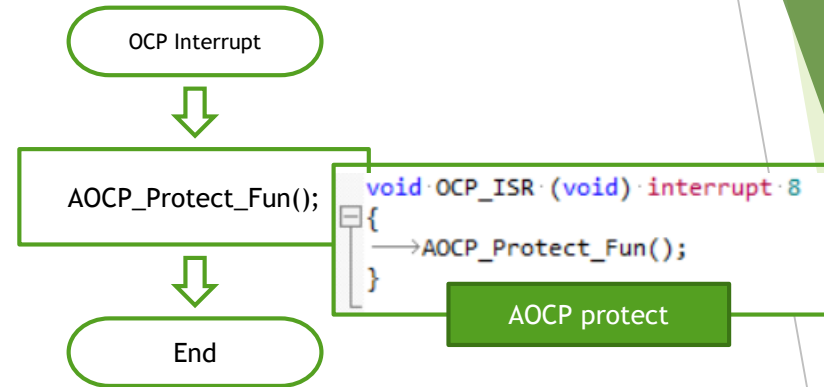 OCP Interrupt
AOCP_Protect_Fun();
void OCP_ISR (void) interrupt 8
{
AOCP_Protect_Fun();
}
AOCP protect
End